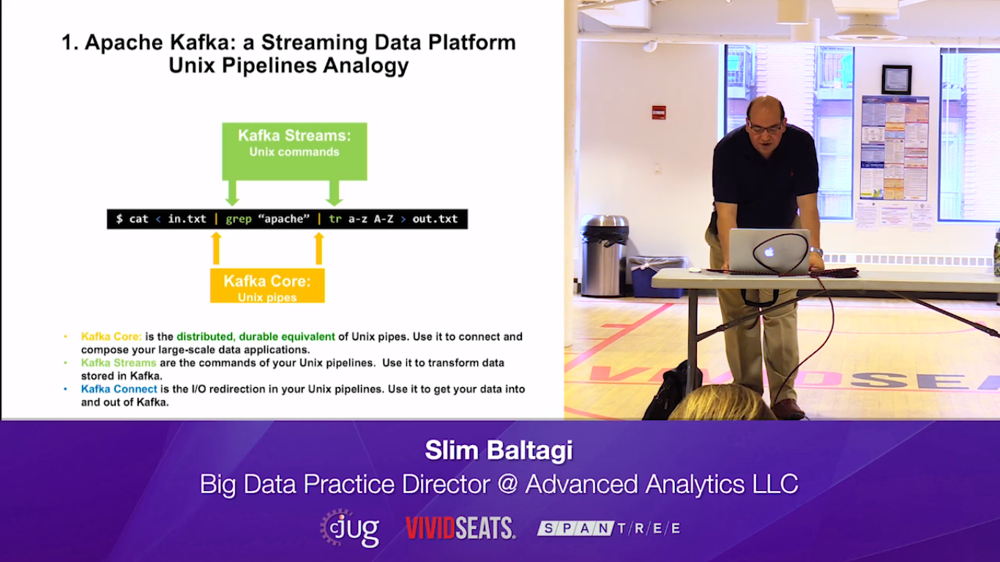 1. Apache Kafka: a Streaming Data Platform
Unix Pipelines Analogy
Kafka Streams:
Unix commands
$ cat < in.txt | grep “apache” | tr a-z A-Z > out.txt
Kafka Core:
Unix pipes
• Kafka Core: is the distributed, durable equivalent of Unix pipes. Use it to connect and
compose your large-scale data applications.
• Kafka Streams are the commands of your Unix pipelines. Use it to transform data
stored in Kafka.
• Kafka Connect is the I/O redirection in your Unix pipelines. Use it to get your data into
and out of Kafka.
VIVIDSEA
Slim Baltagi
Big Data Practice Director @ Advanced Analytics LLC
cjug VIVIDSEATS. SPANTREE